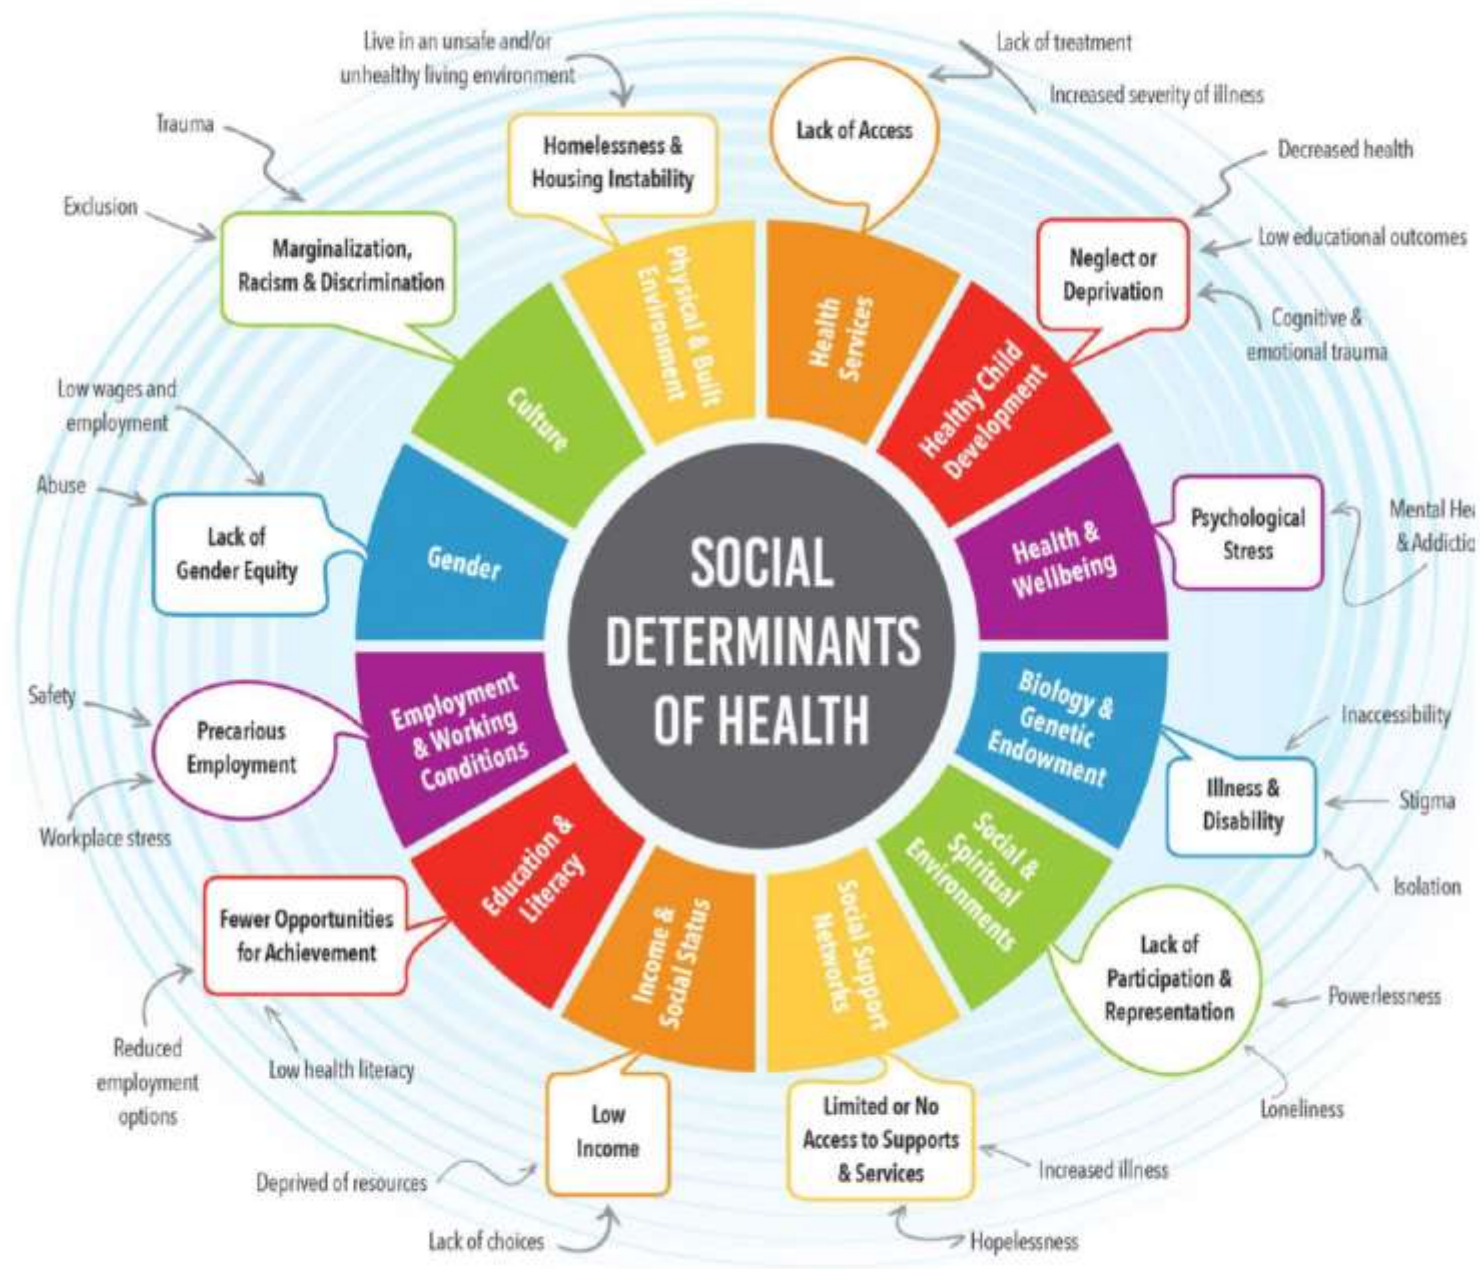 Live in an unsafe and/or
unhealthy living environment
Homelessness &
Housing Instability
Physical & Built
Environment
Lack of treatment
Increased severity of illness
Lack of Access
Health
Services
Decreased health
Low educational outcomes
Cognitive &
emotional trauma
Neglect or
Deprivation
Healthy Child
Development
Mental
&
Psychological
Stress
Health &
Wellbeing
Inaccessibility
Stigma
Isolation
Illness &
Disability
Biology &
Genetic
Endowment
Powerlessness
Loneliness
Lack of
Participation &
Representation
Social &
Spiritual
Environments
Increased illness
Hopelessness
Limited or No
Access to Supports
& Services
Social Support
Networks
Deprived of resources
Lack of choices
Low
Income
Income &
Social Status
Reduced
employment
options
Low health literacy
Fewer Opportunities
for Achievement
Education &
Literacy
Safety
Workplace stress
Precarious
Employment
Employment
& Working
Conditions
Low wages and
employment
Abuse
Lack of
Gender Equity
Gender
Trauma
Exclusion
Marginalization,
Racism & Discrimination
Culture
SOCIAL
DETERMINANTS
OF HEALTH